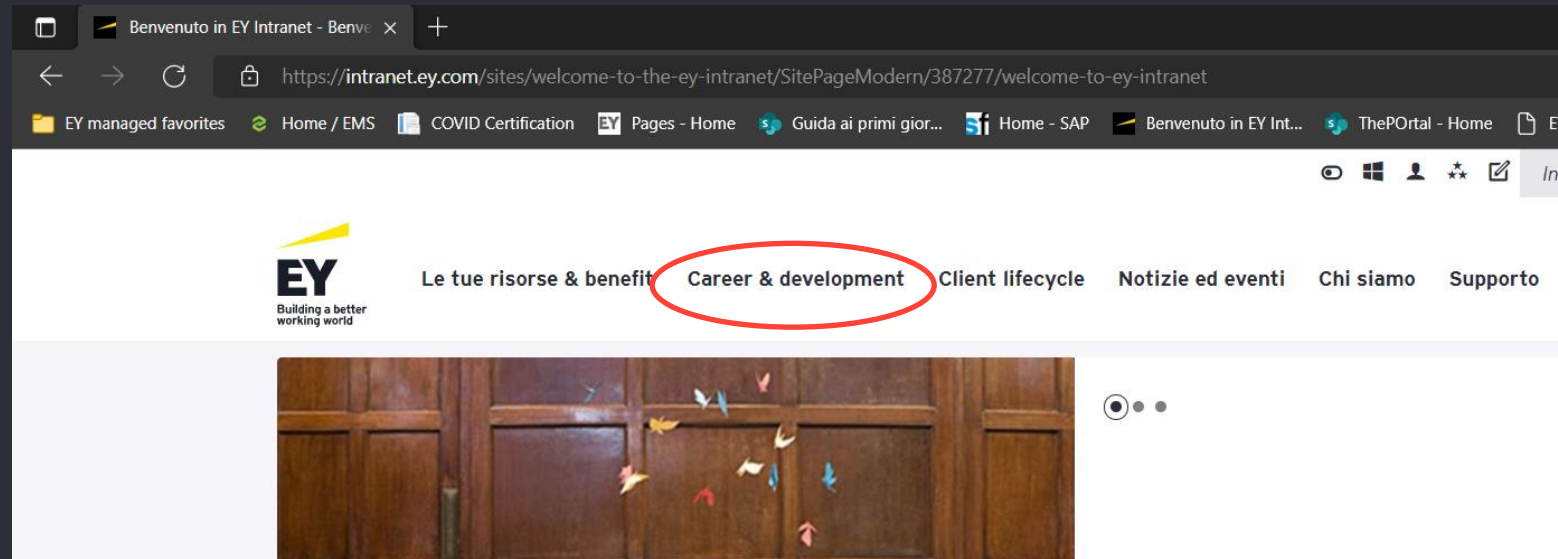 Benvenuto in EY Intranet - Benve
https://intranet.ey.com/sites/welcome-to-the-ey-intranet/SitePageModern/387277/welcome-to-ey-intranet
EY managed favorites Home / EMS COVID Certification EY Pages - Home Guida ai primi gior... sf Home - SAP Benvenuto in EY Int... ThePOrtal - Home E
In
EY
Building a better
working world
Le tue risorse & benefit Career & development Client lifecycle Notizie ed eventi Chi siamo Supporto